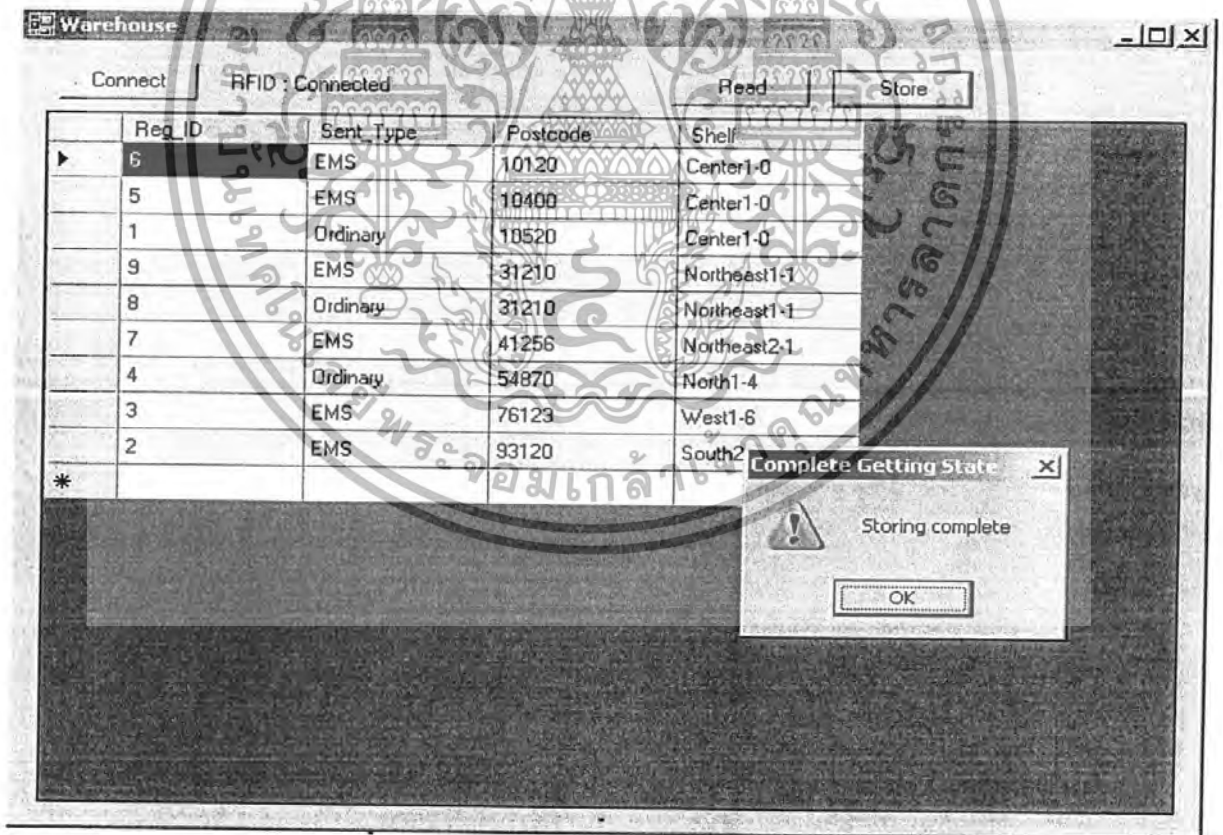 Warehouse
Connect RFID : Connected Read Store
Reg_ID Sent_Type Postcode Shelf
6 EMS 10120 Center1-0
5 EMS 10400 Center1-0
1 Ordinary 10520 Center1-0
9 EMS 31210 Northeast1-1
8 Ordinary 31210 Northeast1-1
7 EMS 41256 Northeast2-1
4 Ordinary 54870 North1-4
3 EMS 76123 West1-6
2 EMS 93120 South2
*
Complete Getting State
Storing complete
OK